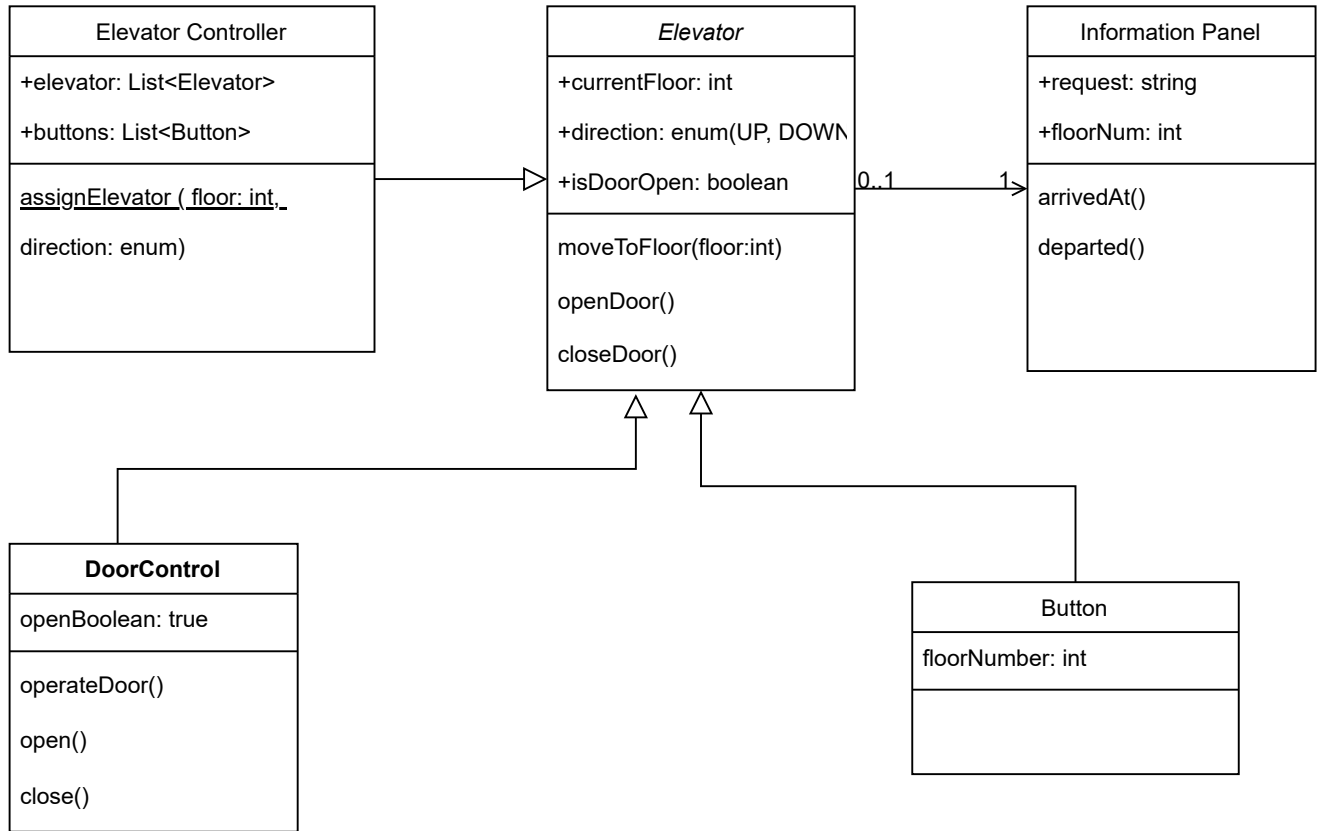 Elevator Controller
+elevator: List<Elevator>
+buttons: List<Button>
assignElevator ( floor: int,
direction: enum)
Elevator
+currentFloor: int
+direction: enum(UP, DOWN
+isDoorOpen: boolean
moveToFloor(floor:int)
openDoor()
closeDoor()
0..1
1
Information Panel
+request: string
+floorNum: int
arrivedAt()
departed()
DoorControl
openBoolean: true
operateDoor()
open()
close()
Button
floorNumber: int